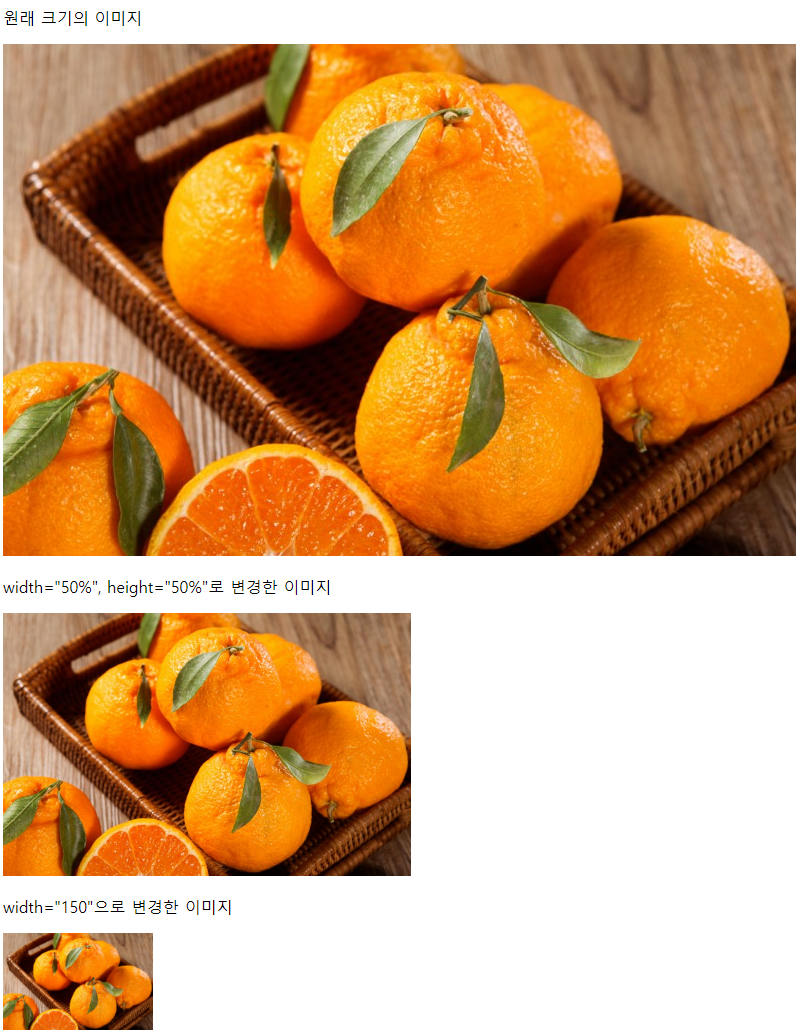 원래 크기의 이미지
width="50%", height="50%"로 변경한 이미지
width="150"으로 변경한 이미지